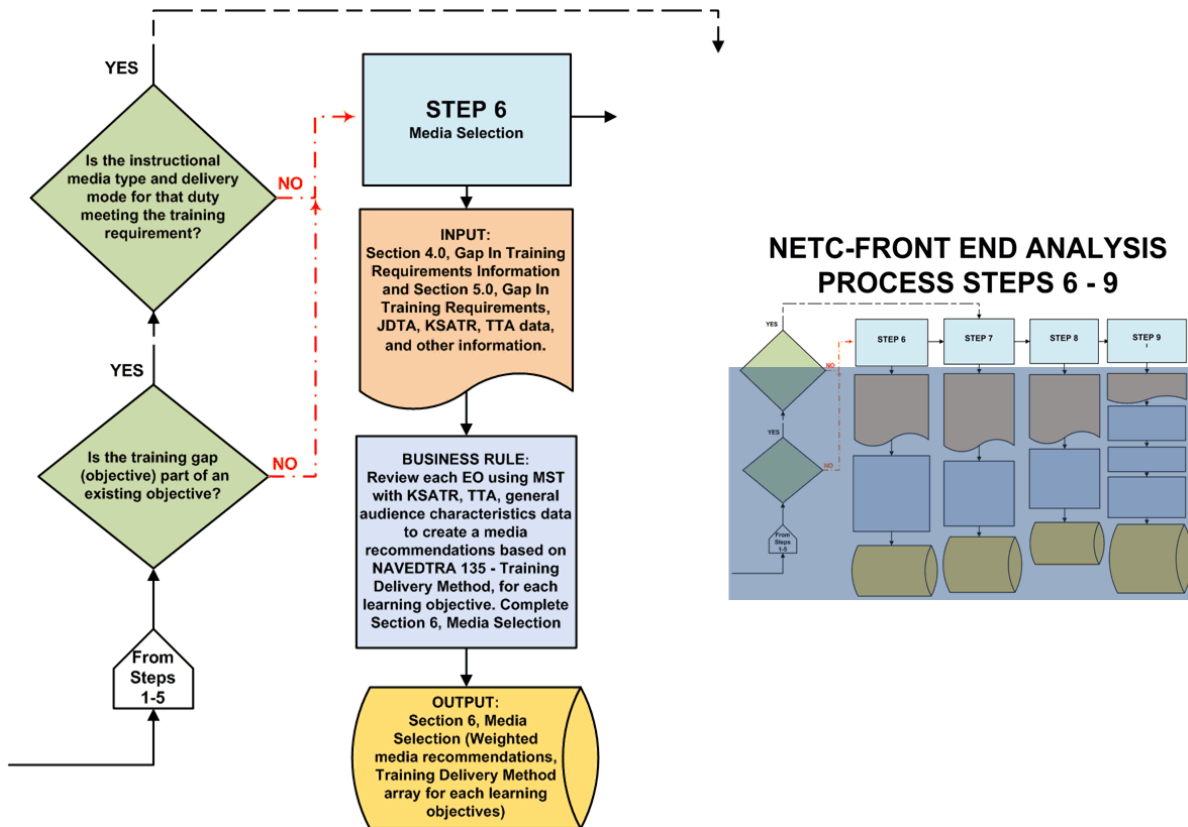 YES
Is the instructional
media type and delivery
mode for that duty
meeting the training
requirement?
NO
YES
Is the training gap
(objective) part of an
existing objective?
NO
From
Steps
1-5
STEP 6
Media Selection
INPUT:
Section 4.0, Gap In Training
Requirements Information
and Section 5.0, Gap In
Training Requirements,
JDTA, KSATR, TTA data,
and other information.
BUSINESS RULE:
Review each EO using MST
with KSATR, TTA, general
audience characteristics data
to create a media
recommendations based on
NAVEDTRA 135 - Training
Delivery Method, for each
learning objective. Complete
Section 6, Media Selection
OUTPUT:
Section 6, Media
Selection (Weighted
media recommendations,
Training Delivery Method
array for each learning
objectives)
NETC-FRONT END ANALYSIS
PROCESS STEPS 6 - 9
YES
NO
YES
NO
From
Steps
1-5
STEP 6
STEP 7
STEP 8
STEP 9